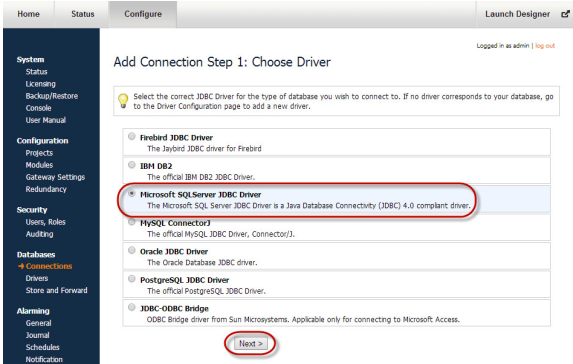 Home Status Configure Launch Designer
Logged in as admin | log out
System
Status
Licensing
Backup/Restore
Console
User Manual
Configuration
Projects
Modules
Gateway Settings
Redundancy
Security
Users, Roles
Auditing
Databases
Connections
Drivers
Store and Forward
Alarming
General
Journal
Schedules
Notification
Add Connection Step 1: Choose Driver
Select the correct JDBC Driver for the type of database you wish to connect to. If no driver corresponds to your database, go
to the Driver Configuration page to add a new driver.
Firebird JDBC Driver
The Jaybird JDBC driver for Firebird
IBM DB2
The official IBM DB2 JDBC Driver.
Microsoft SQLServer JDBC Driver
The Microsoft SQL Server JDBC Driver is a Java Database Connectivity (JDBC) 4.0 compliant driver.
MySQL ConnectorJ
The official MySQL JDBC Driver, Connector/J.
Oracle JDBC Driver
The Oracle Database JDBC driver.
PostgreSQL JDBC Driver
The official PostgreSQL JDBC Driver.
JDBC-ODBC Bridge
ODBC Bridge driver from Sun Microsystems. Applicable only for connecting to Microsoft Access.
Next >